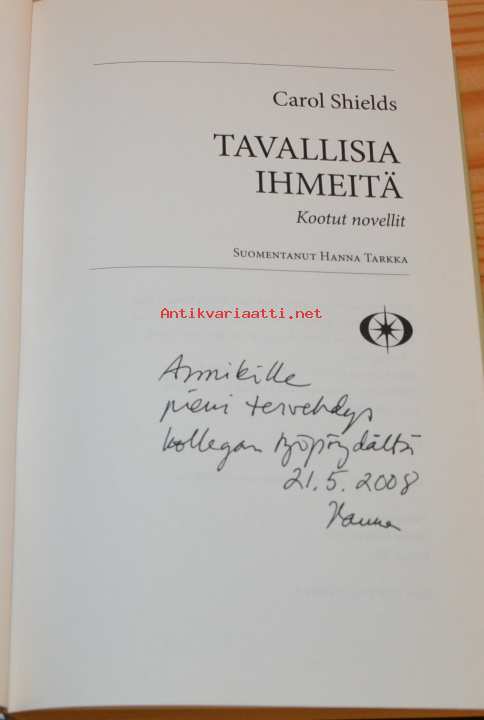 Carol Shields
TAVALLISIA
IHMEITÄ
Kootut novellit
SUOMENTANUT HANNA TARKKA
Antikvariaatti.net
Annikille
pieni tervehdys
kollegan työpöydältä
21.5.2008
Hanna